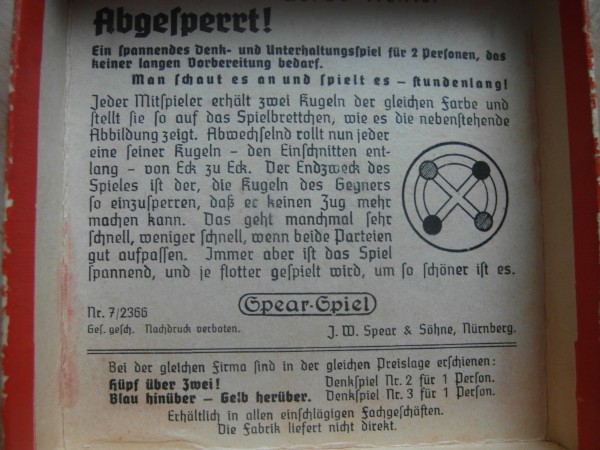 Abgesperrt!
Ein spannendes Denk- und Unterhaltungsspiel für 2 Personen, das
keiner langen Vorbereitung bedarf.
Man schaut es an und spielt es – stundenlang!
Jeder Mitspieler erhält zwei Kugeln der gleichen Farbe und
stellt sie so auf das Spielbrettchen, wie es die nebenstehende
Abbildung zeigt. Abwechselnd rollt nun jeder
eine seiner Kugeln – den Einschnitten ent-
lang – von Eck zu Eck. Der Endzweck des
Spieles ist der, die Kugeln des Gegners
so einzusperren, daß er keinen Zug mehr
machen kann. Das geht manchmal sehr
schnell, weniger schnell, wenn beide Parteien
gut aufpassen. Immer aber ist das Spiel
spannend, und je flotter gespielt wird, um so schöner ist es.
Nr. 7/2366
Spear-Spiel
Ges. gesch. Nachdruck verboten.
J. W. Spear & Söhne, Nürnberg.
Bei der gleichen Firma sind in der gleichen Preislage erschienen:
Hüpf über Zwei! Denkspiel Nr. 2 für 1 Person.
Blau hinüber – Gelb herüber. Denkspiel Nr. 3 für 1 Person.
Erhältlich in allen einschlägigen Fachgeschäften.
Die Fabrik liefert nicht direkt.